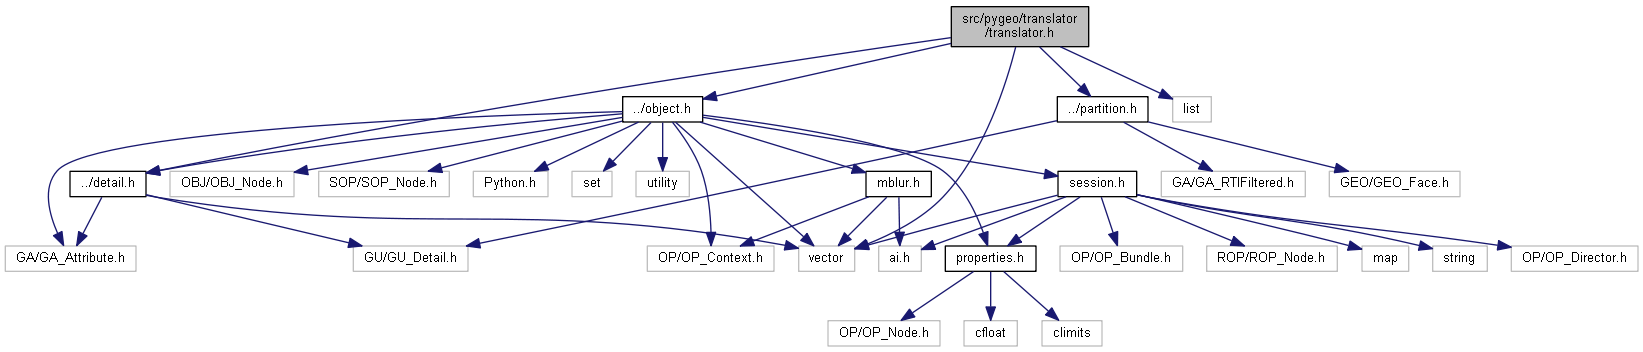 src/pygeo/translator
/translator.h
../object.h
../partition.h
list
../detail.h
OBJ/OBJ_Node.h
SOP/SOP_Node.h
Python.h
set
utility
mblur.h
session.h
GA/GA_RTIFiltered.h
GEO/GEO_Face.h
GA/GA_Attribute.h
GU/GU_Detail.h
OP/OP_Context.h
vector
ai.h
properties.h
OP/OP_Bundle.h
ROP/ROP_Node.h
map
string
OP/OP_Director.h
OP/OP_Node.h
cfloat
climits